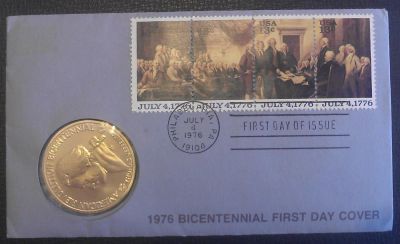 USA
13c
13c
JULY 4, 1776
JULY 4, 1776
JULY 4, 1776
JULY 4, 1776
PHILADELPHIA, PA
JULY
4
1976
19104
FIRST DAY OF ISSUE
BICENTENNIAL
AMERICAN
1976 BICENTENNIAL FIRST DAY COVER